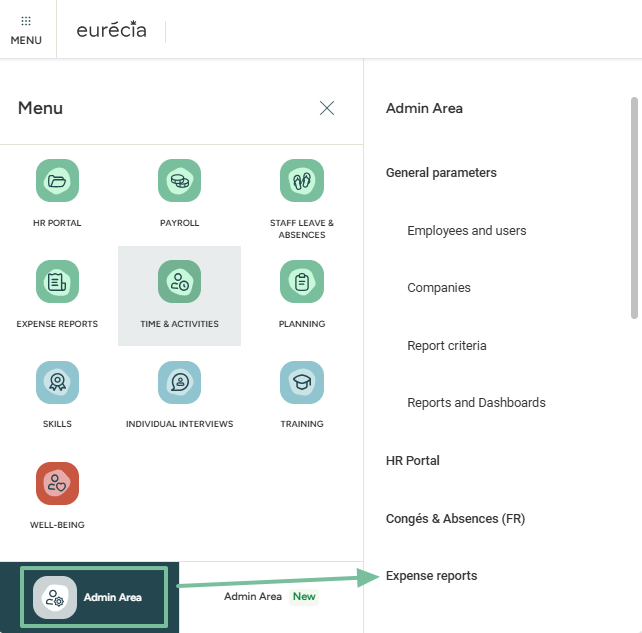 MENU
eurécia
Menu
HR PORTAL
PAYROLL
STAFF LEAVE &
ABSENCES
EXPENSE REPORTS
TIME & ACTIVITIES
PLANNING
SKILLS
INDIVIDUAL INTERVIEWS
TRAINING
WELL-BEING
Admin Area
Admin Area New
Admin Area
General parameters
Employees and users
Companies
Report criteria
Reports and Dashboards
HR Portal
Congés & Absences (FR)
Expense reports